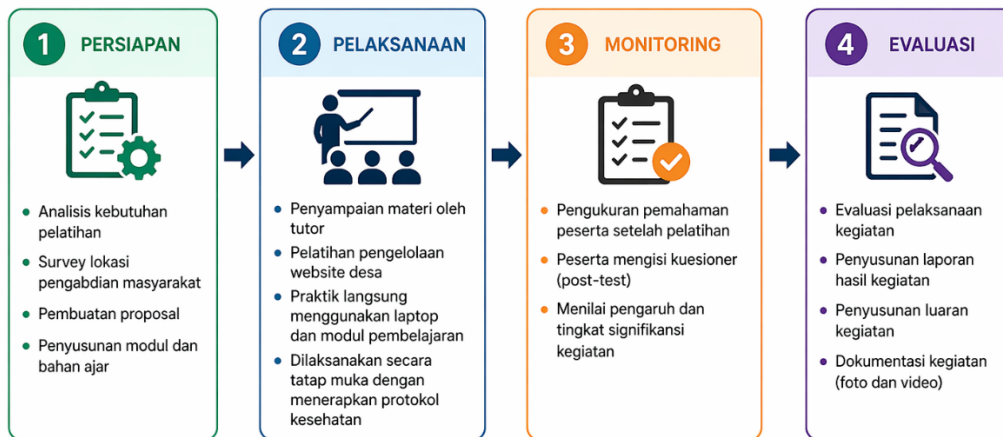 1 PERSIAPAN
• Analisis kebutuhan
pelatihan
• Survey lokasi
pengabdian masyarakat
• Pembuatan proposal
• Penyusunan modul dan
bahan ajar
2 PELAKSANAAN
• Penyampaian materi oleh
tutor
• Pelatihan pengelolaan
website desa
• Praktik langsung
menggunakan laptop
dan modul pembelajaran
• Dilaksanakan secara
tatap muka dengan
menerapkan protokol
kesehatan
3 MONITORING
• Pengukuran pemahaman
peserta setelah pelatihan
• Peserta mengisi kuesioner
(post-test)
• Menilai pengaruh dan
tingkat signifikansi
kegiatan
4 EVALUASI
• Evaluasi pelaksanaan
kegiatan
• Penyusunan laporan
hasil kegiatan
• Penyusunan luaran
kegiatan
• Dokumentasi kegiatan
(foto dan video)